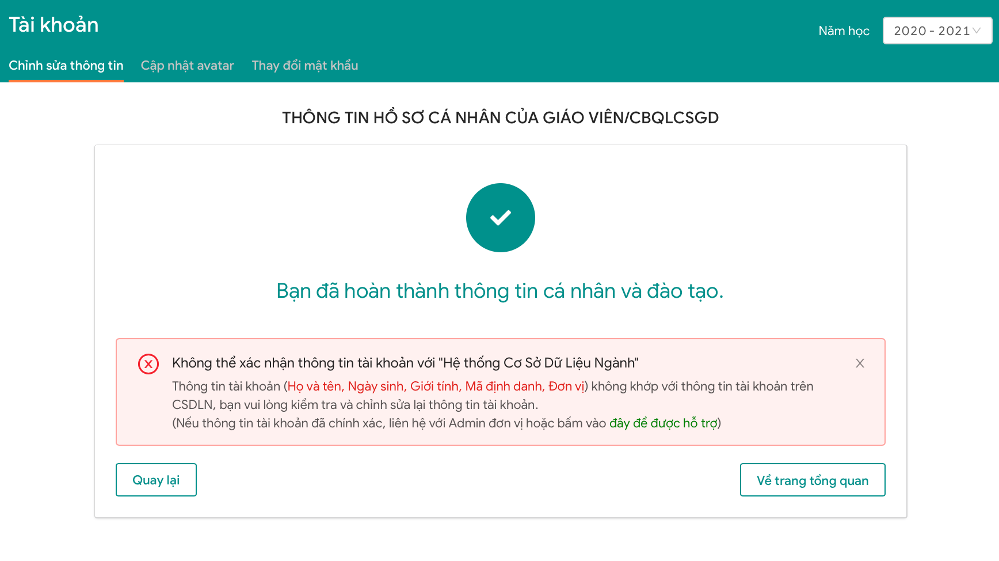 Tài khoản
Năm học
2020 - 2021
Chỉnh sửa thông tin
Cập nhật avatar
Thay đổi mật khẩu
THÔNG TIN HỒ SƠ CÁ NHÂN CỦA GIÁO VIÊN/CBQLCSGD
Bạn đã hoàn thành thông tin cá nhân và đào tạo.
Không thể xác nhận thông tin tài khoản với "Hệ thống Cơ Sở Dữ Liệu Ngành"
Thông tin tài khoản (Họ và tên, Ngày sinh, Giới tính, Mã định danh, Đơn vị) không khớp với thông tin tài khoản trên
CSDLN, bạn vui lòng kiểm tra và chỉnh sửa lại thông tin tài khoản.
(Nếu thông tin tài khoản đã chính xác, liên hệ với Admin đơn vị hoặc bấm vào đây để được hỗ trợ)
Quay lại
Về trang tổng quan